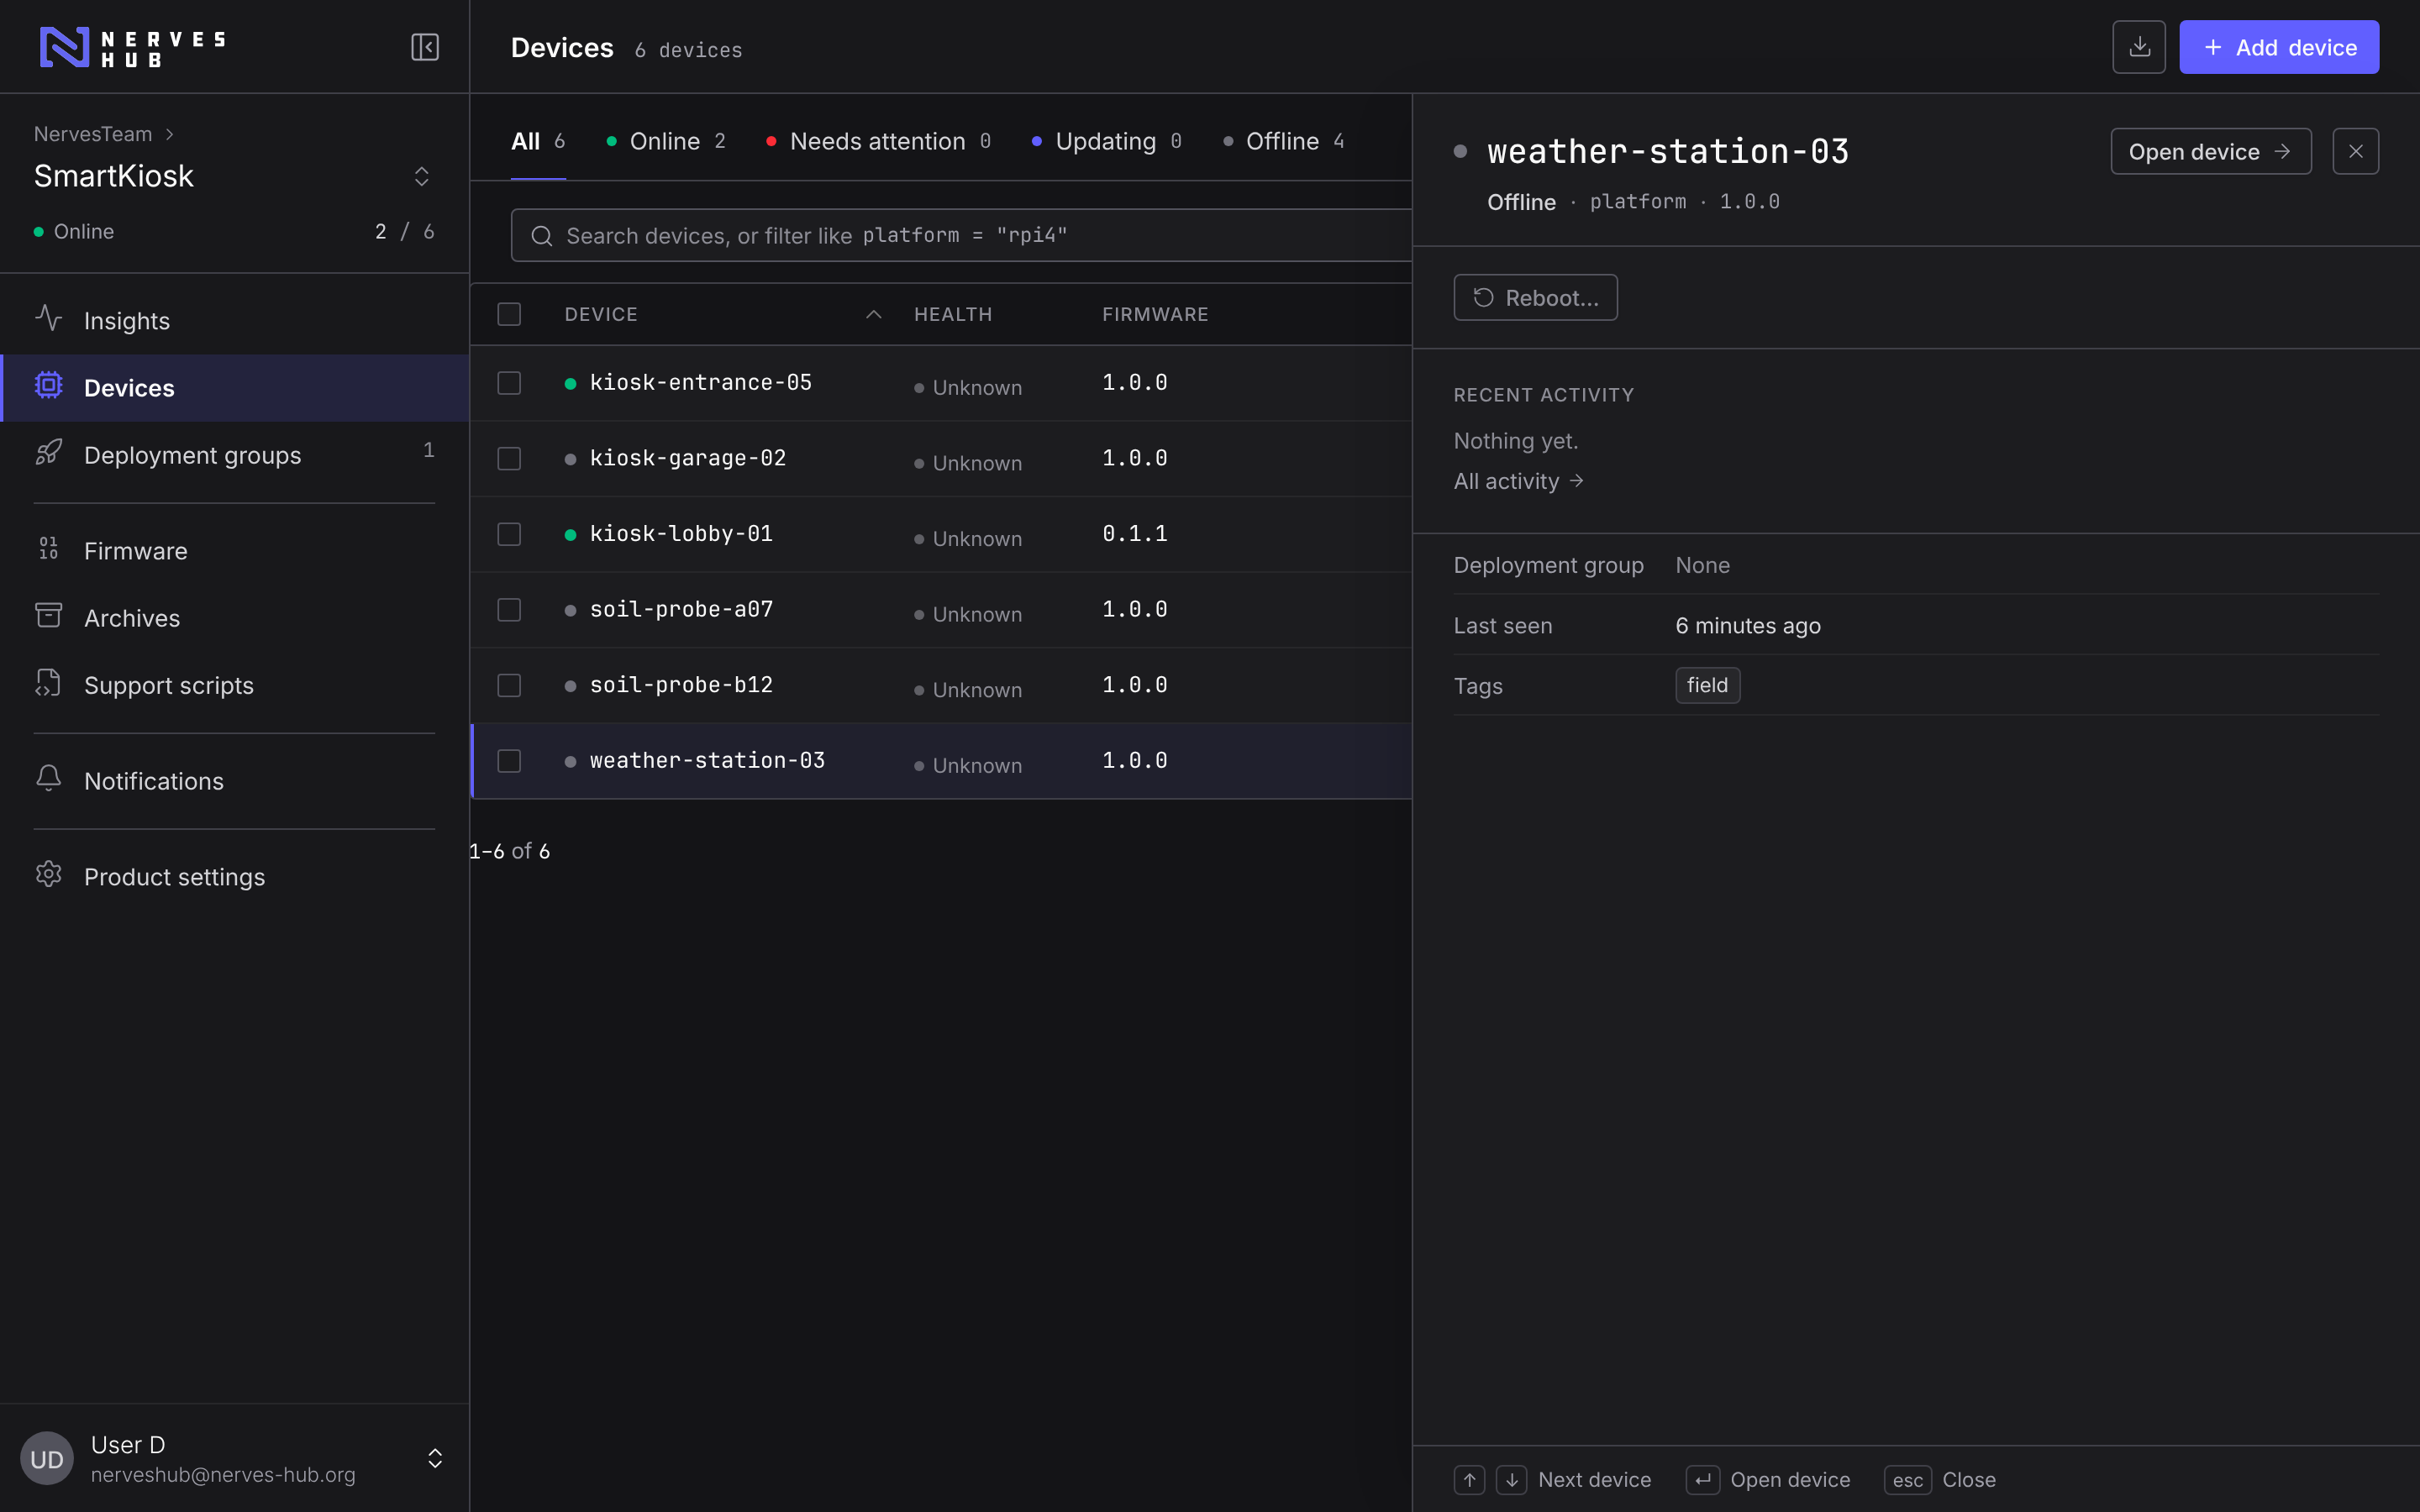 NERVES
HUB
NervesTeam
SmartKiosk
Online 2 / 6
Insights
Devices
Deployment groups 1
Firmware
Archives
Support scripts
Notifications
Product settings
UD
User D
nerveshub@nerves-hub.org
Devices 6 devices
Add device
All 6 Online 2 Needs attention 0 Updating 0 Offline 4
Search devices, or filter like platform = "rpi4"
DEVICE HEALTH FIRMWARE
kiosk-entrance-05 Unknown 1.0.0
kiosk-garage-02 Unknown 1.0.0
kiosk-lobby-01 Unknown 0.1.1
soil-probe-a07 Unknown 1.0.0
soil-probe-b12 Unknown 1.0.0
weather-station-03 Unknown 1.0.0
1–6 of 6
weather-station-03
Open device
Offline · platform · 1.0.0
Reboot...
RECENT ACTIVITY
Nothing yet.
All activity
Deployment group None
Last seen 6 minutes ago
Tags field
Next device Open device esc Close